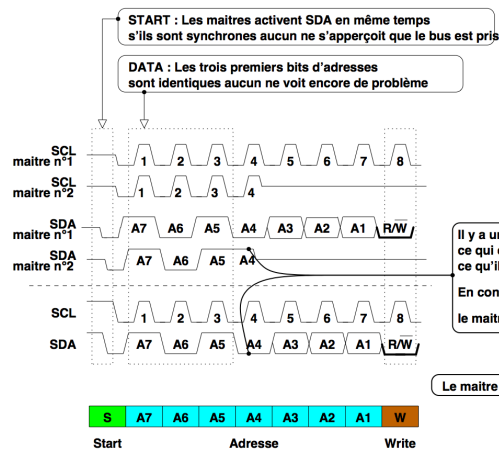 START : Les maitres activent SDA en même temps
s'ils sont synchrones aucun ne s'apperçoit que le bus est pris
DATA : Les trois premiers bits d'adresses
sont identiques aucun ne voit encore de problème
SCL
maitre n°1
1 2 3 4 5 6 7 8
SCL
maitre n°2
1 2 3 4
SDA
maitre n°1
A7 A6 A5 A4 A3 A2 A1 R/W
SDA
maitre n°2
A7 A6 A5 A4
Il y a un
ce qui
ce qu'il
En con
le maitr
SCL
1 2 3 4 5 6 7 8
SDA
A7 A6 A5 A4 A3 A2 A1 R/W
Le maitre
S A7 A6 A5 A4 A3 A2 A1 W
Start Adresse Write